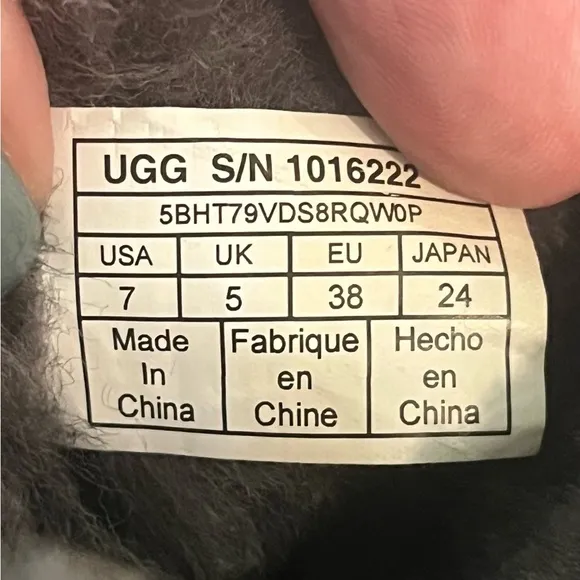 UGG S/N 1016222
5BHT79VDS8RQW0P
USA UK EU JAPAN
7 5 38 24
Made Fabrique Hecho
In en en
China Chine China